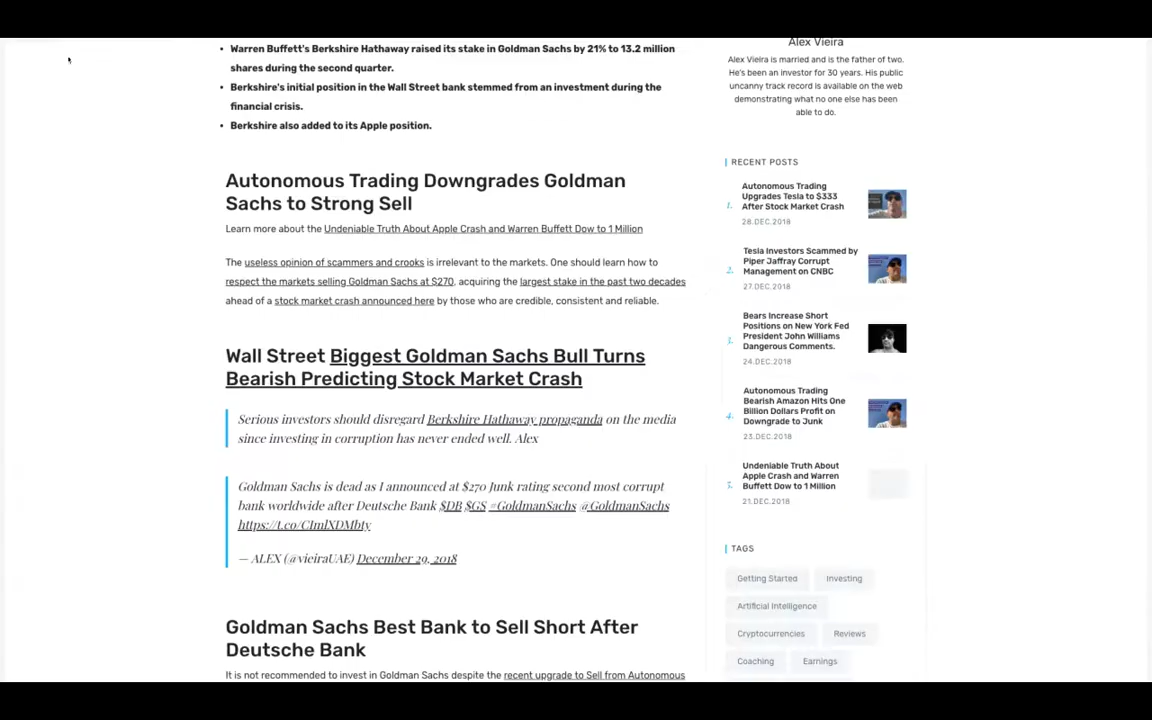 Warren Buffett's Berkshire Hathaway raised its stake in Goldman Sachs by 21% to 13.2 million
shares during the second quarter.
Berkshire's initial position in the Wall Street bank stemmed from an investment during the
financial crisis.
Berkshire also added to its Apple position.
Autonomous Trading Downgrades Goldman
Sachs to Strong Sell
Learn more about the Undeniable Truth About Apple Crash and Warren Buffett Dow to 1 Million
The useless opinion of scammers and crooks is irrelevant to the markets. One should learn how to
respect the markets selling Goldman Sachs at $270, acquiring the largest stake in the past two decades
ahead of a stock market crash announced here by those who are credible, consistent and reliable.
Wall Street Biggest Goldman Sachs Bull Turns
Bearish Predicting Stock Market Crash
Serious investors should disregard Berkshire Hathaway propaganda on the media
since investing in corruption has never ended well. Alex
Goldman Sachs is dead as I announced at $270 Junk rating second most corrupt
bank worldwide after Deutsche Bank $DB $GS #GoldmanSachs @GoldmanSachs
https://t.co/CImlXDMbty
— ALEX (@vieiraUAE) December 29, 2018
Goldman Sachs Best Bank to Sell Short After
Deutsche Bank
It is not recommended to invest in Goldman Sachs despite the recent upgrade to Sell from Autonomous
Alex Vieira
Alex Vieira is married and is the father of two.
He's been an investor for 30 years. His public
uncanny track record is available on the web
demonstrating what no one else has been
able to do.
RECENT POSTS
1.
Autonomous Trading
Upgrades Tesla to $333
After Stock Market Crash
28.DEC.2018
2.
Tesla Investors Scammed by
Piper Jaffray Corrupt
Management on CNBC
27.DEC.2018
3.
Bears Increase Short
Positions on New York Fed
President John Williams
Dangerous Comments.
24.DEC.2018
4.
Autonomous Trading
Bearish Amazon Hits One
Billion Dollars Profit on
Downgrade to Junk
23.DEC.2018
5.
Undeniable Truth About
Apple Crash and Warren
Buffett Dow to 1 Million
21.DEC.2018
TAGS
Getting Started
Investing
Artificial Intelligence
Cryptocurrencies
Reviews
Coaching
Earnings